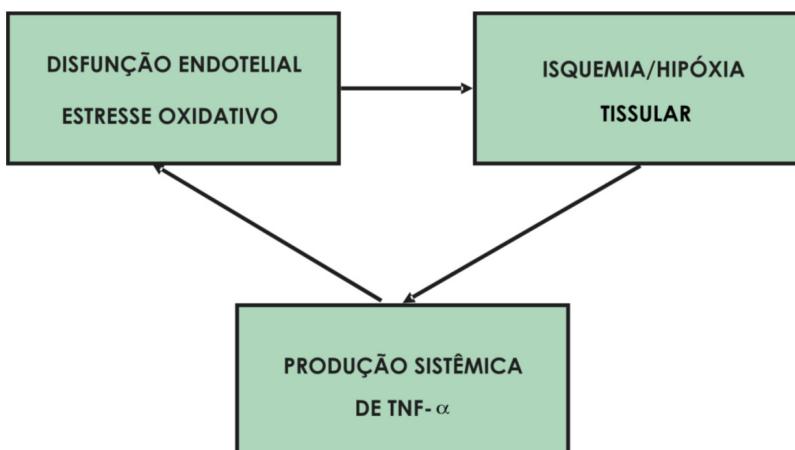 DISFUNÇÃO ENDOTELIAL
ESTRESSE OXIDATIVO
ISQUEMIA/HIPÓXIA
TISSULAR
PRODUÇÃO SISTÊMICA
DE TNF- α